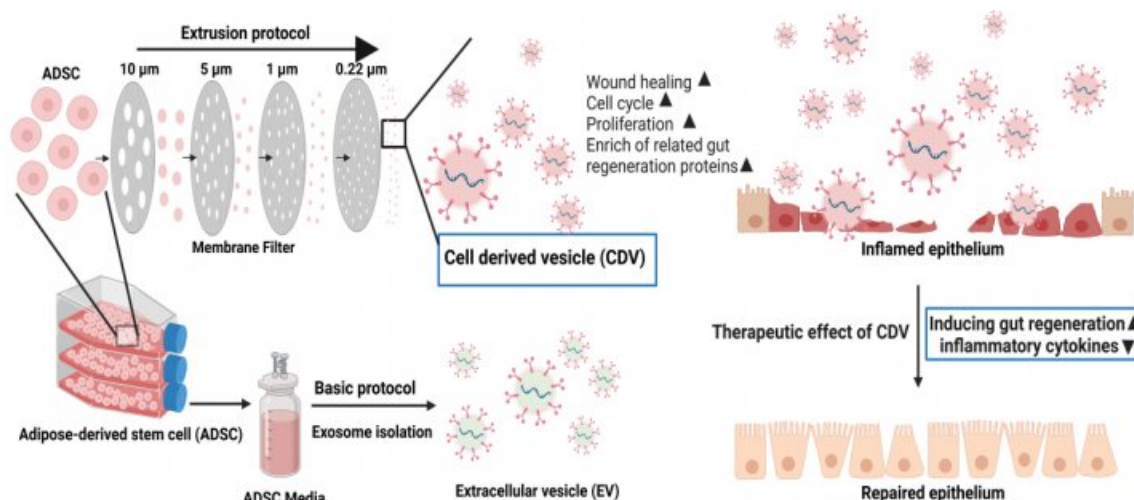 Extrusion protocol
ADSC
10 µm
5 µm
1 µm
0.22 µm
Membrane Filter
Cell derived vesicle (CDV)
Wound healing ▲
Cell cycle ▲
Proliferation ▲
Enrich of related gut
regeneration proteins ▲
Inflamed epithelium
Therapeutic effect of CDV
Inducing gut regeneration ▲
inflammatory cytokines ▼
Repaired epithelium
Adipose-derived stem cell (ADSC)
ADSC Media
Basic protocol
Exosome isolation
Extracellular vesicle (EV)